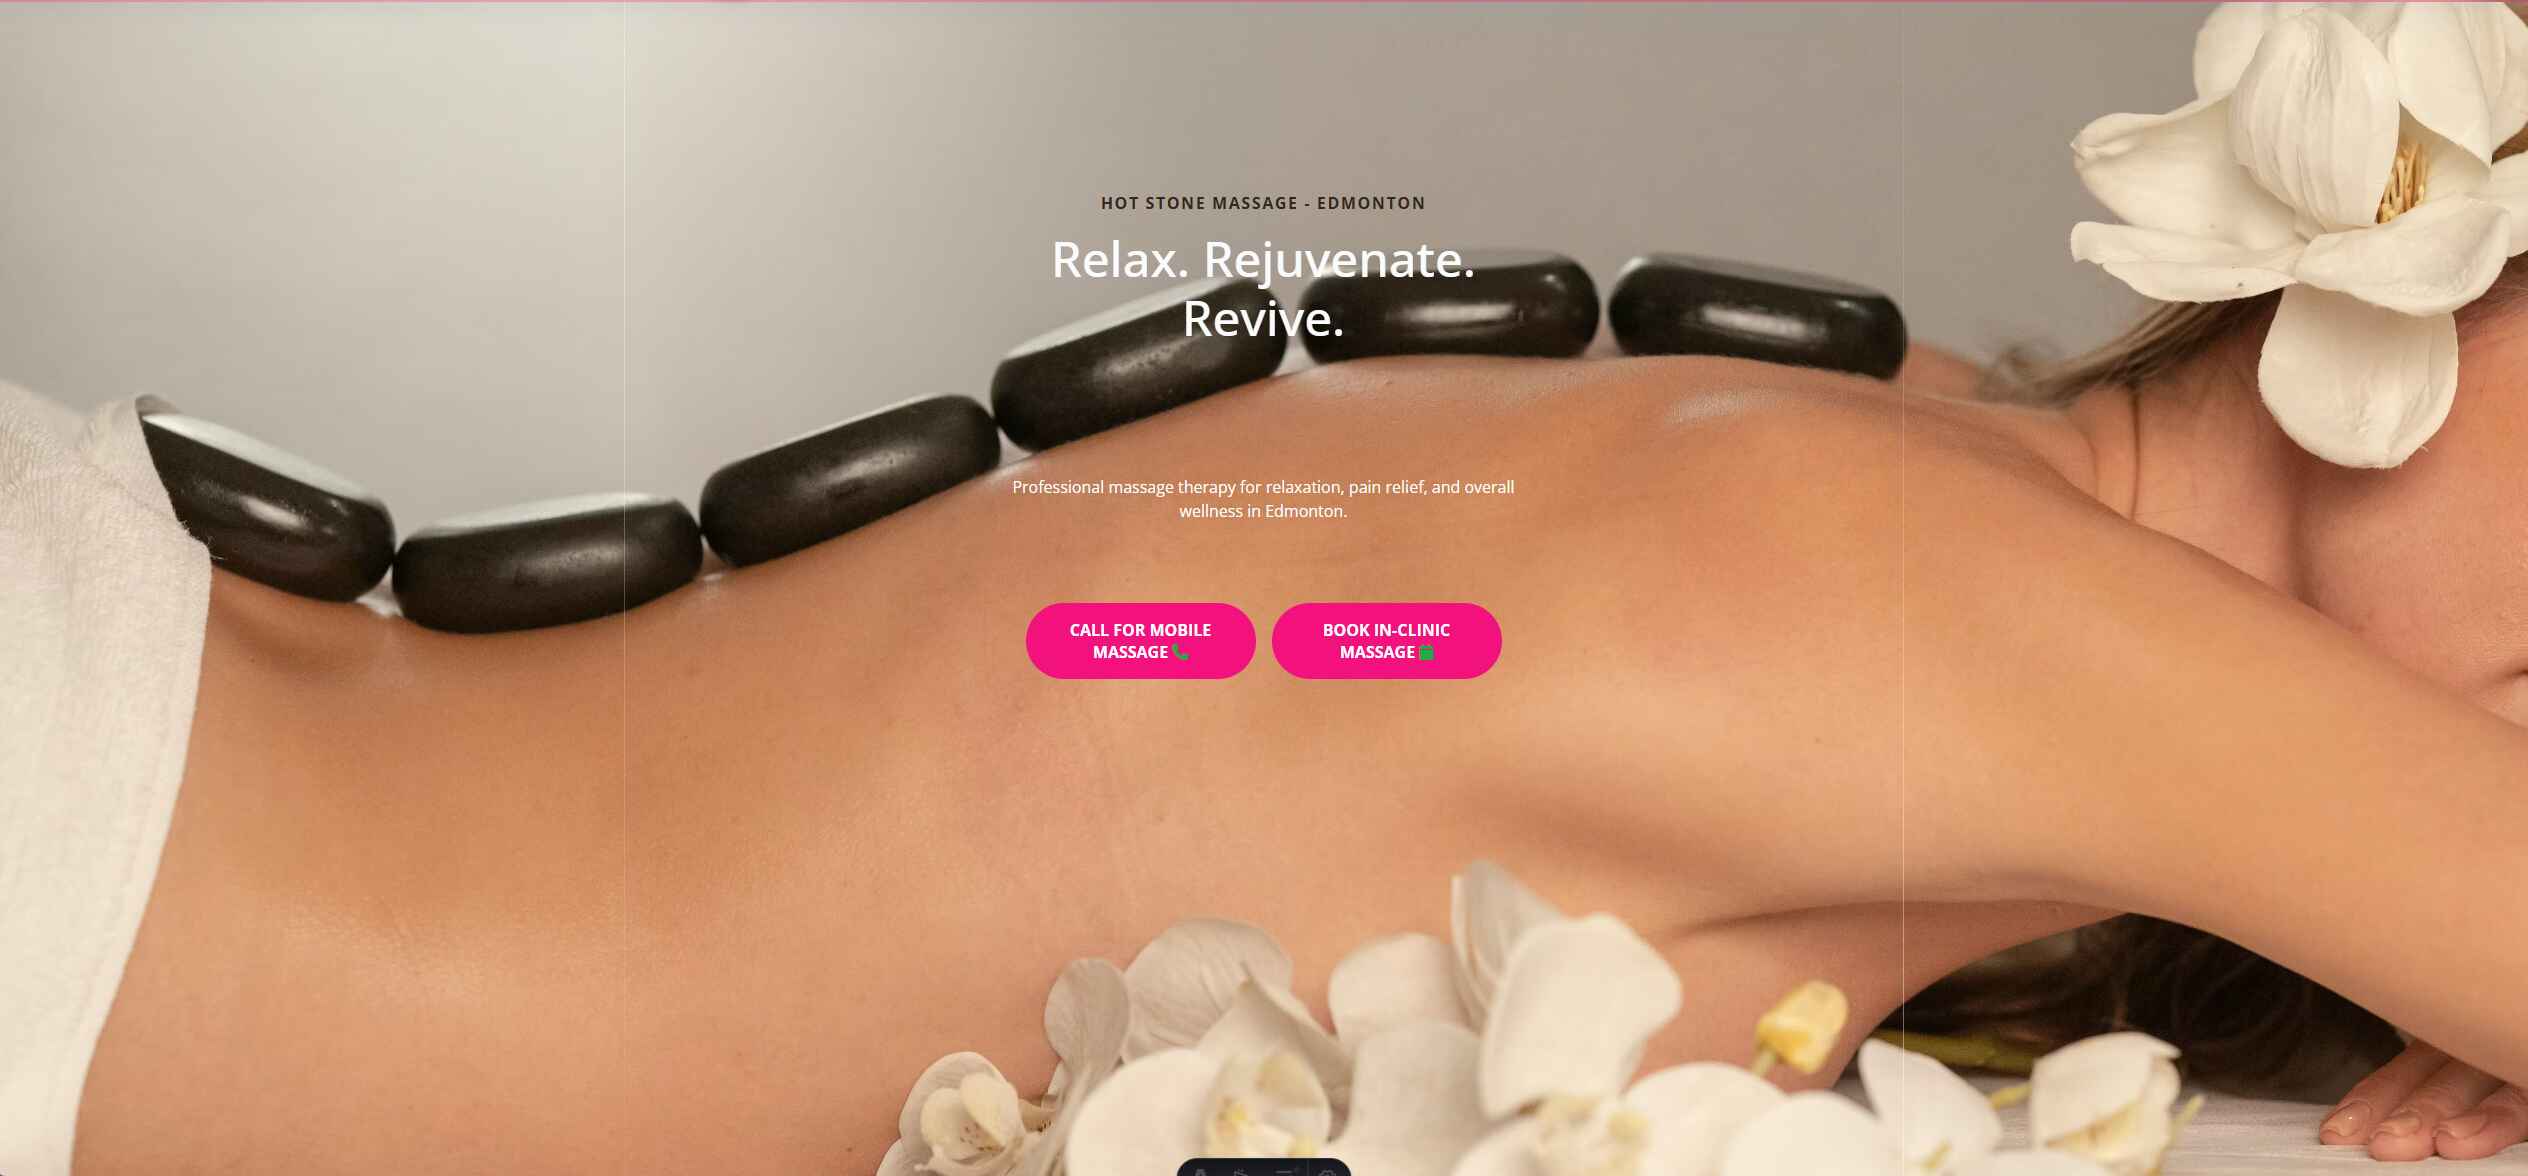 HOT STONE MASSAGE - EDMONTON
Relax. Rejuvenate.
Revive.
Professional massage therapy for relaxation, pain relief, and overall
wellness in Edmonton.
CALL FOR MOBILE
MASSAGE
BOOK IN-CLINIC
MASSAGE